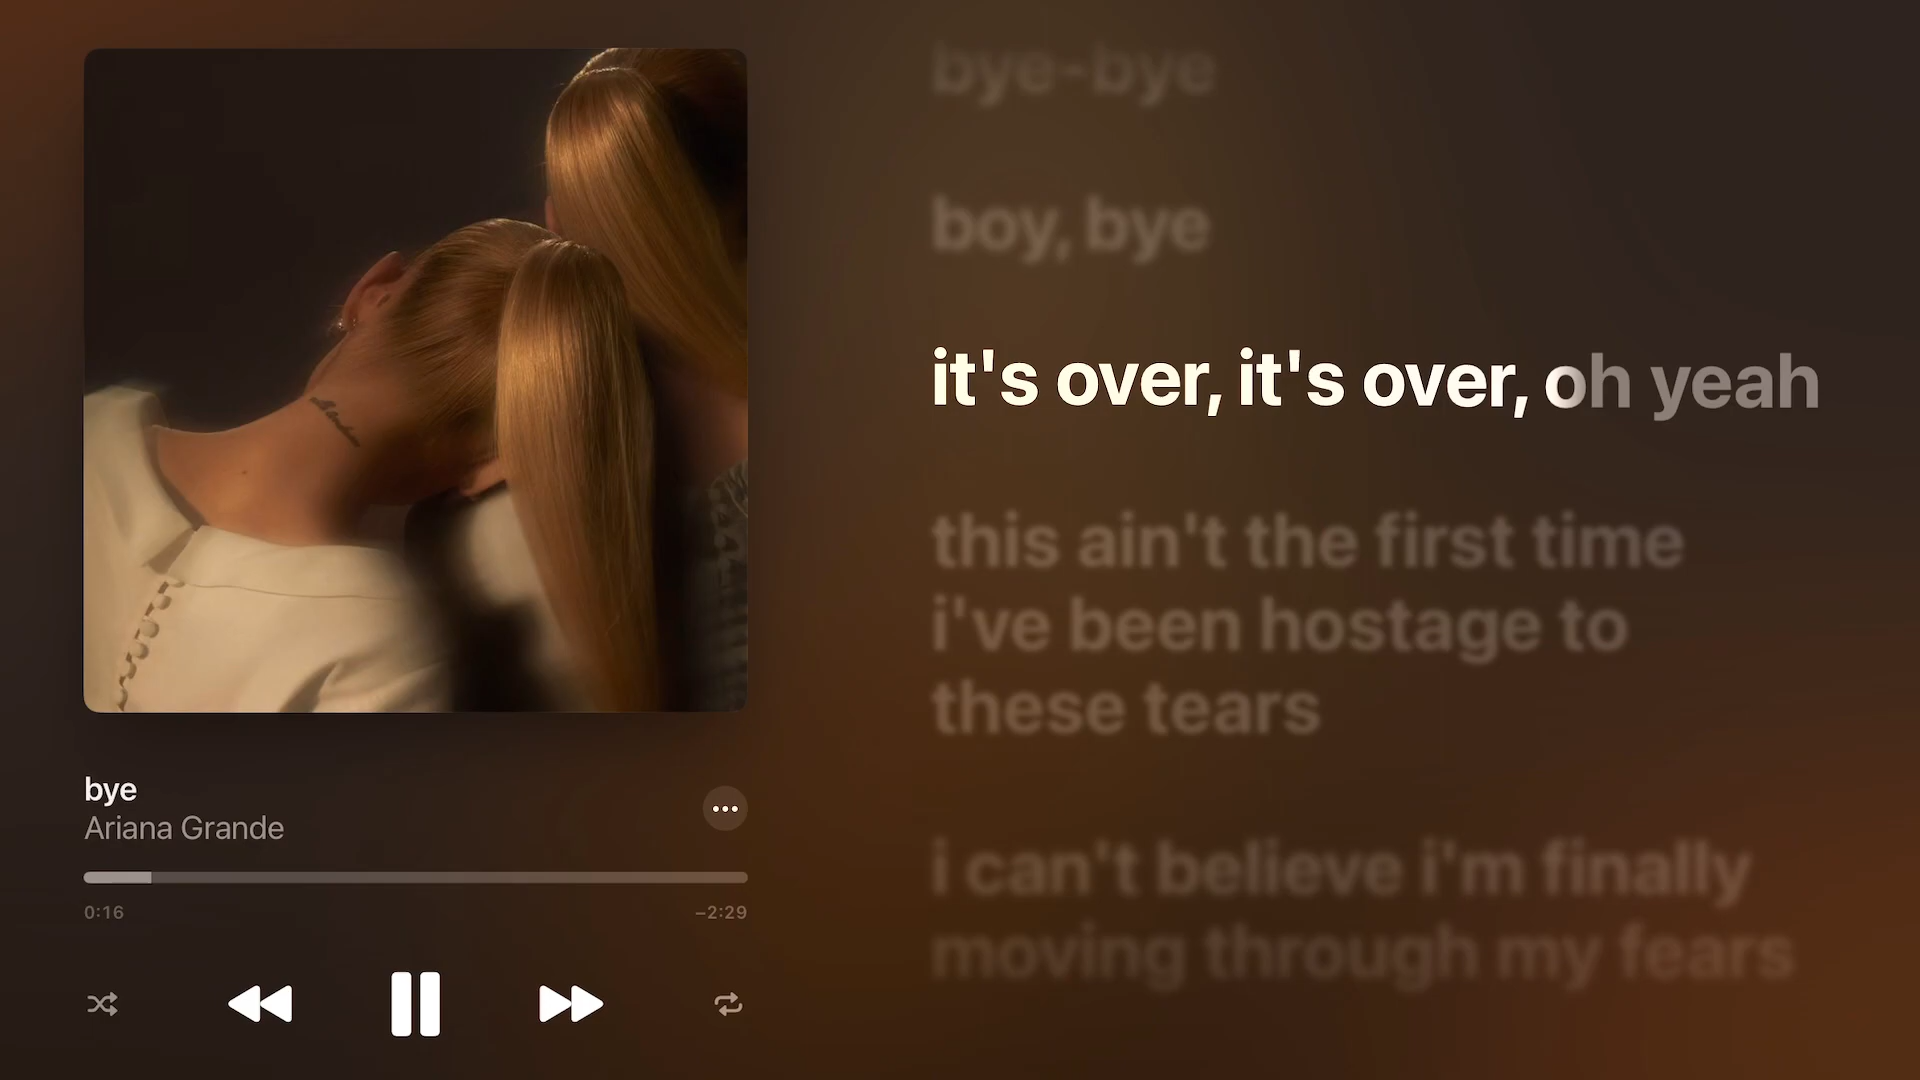 bye-bye
boy, bye
it's over, it's over, oh yeah
this ain't the first time
i've been hostage to
these tears
i can't believe i'm finally
moving through my fears
bye
Ariana Grande
0:16
−2:29